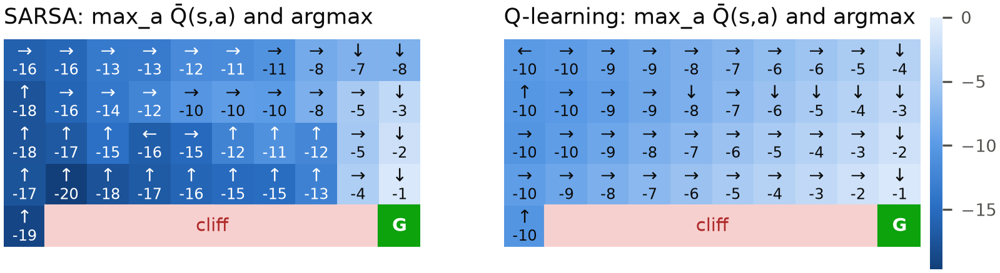 SARSA: max_a Q̄(s,a) and argmax
→ → → → → → → → ↓ ↓
-16 -16 -13 -13 -12 -11 -11 -8 -7 -8
↑ → → → → → → → → ↓
-18 -16 -14 -12 -10 -10 -10 -8 -5 -3
↑ ↑ ↑ ← → ↑ ↑ ↑ → ↓
-18 -17 -15 -16 -15 -12 -11 -12 -5 -2
↑ ↑ ↑ ↑ ↑ ↑ ↑ ↑ → ↓
-17 -20 -18 -17 -16 -15 -15 -13 -4 -1
↑
-19
cliff
G
Q-learning: max_a Q̄(s,a) and argmax
← → → → → → → → → ↓
-10 -10 -9 -9 -8 -7 -6 -6 -5 -4
↑ → → → ↓ → ↓ ↓ ↓ ↓
-10 -10 -9 -9 -8 -7 -6 -5 -4 -3
→ → → → → → → → → ↓
-10 -10 -9 -8 -7 -6 -5 -4 -3 -2
→ → → → → → → → → ↓
-10 -9 -8 -7 -6 -5 -4 -3 -2 -1
↑
-10
cliff
G
0
−5
−10
−15